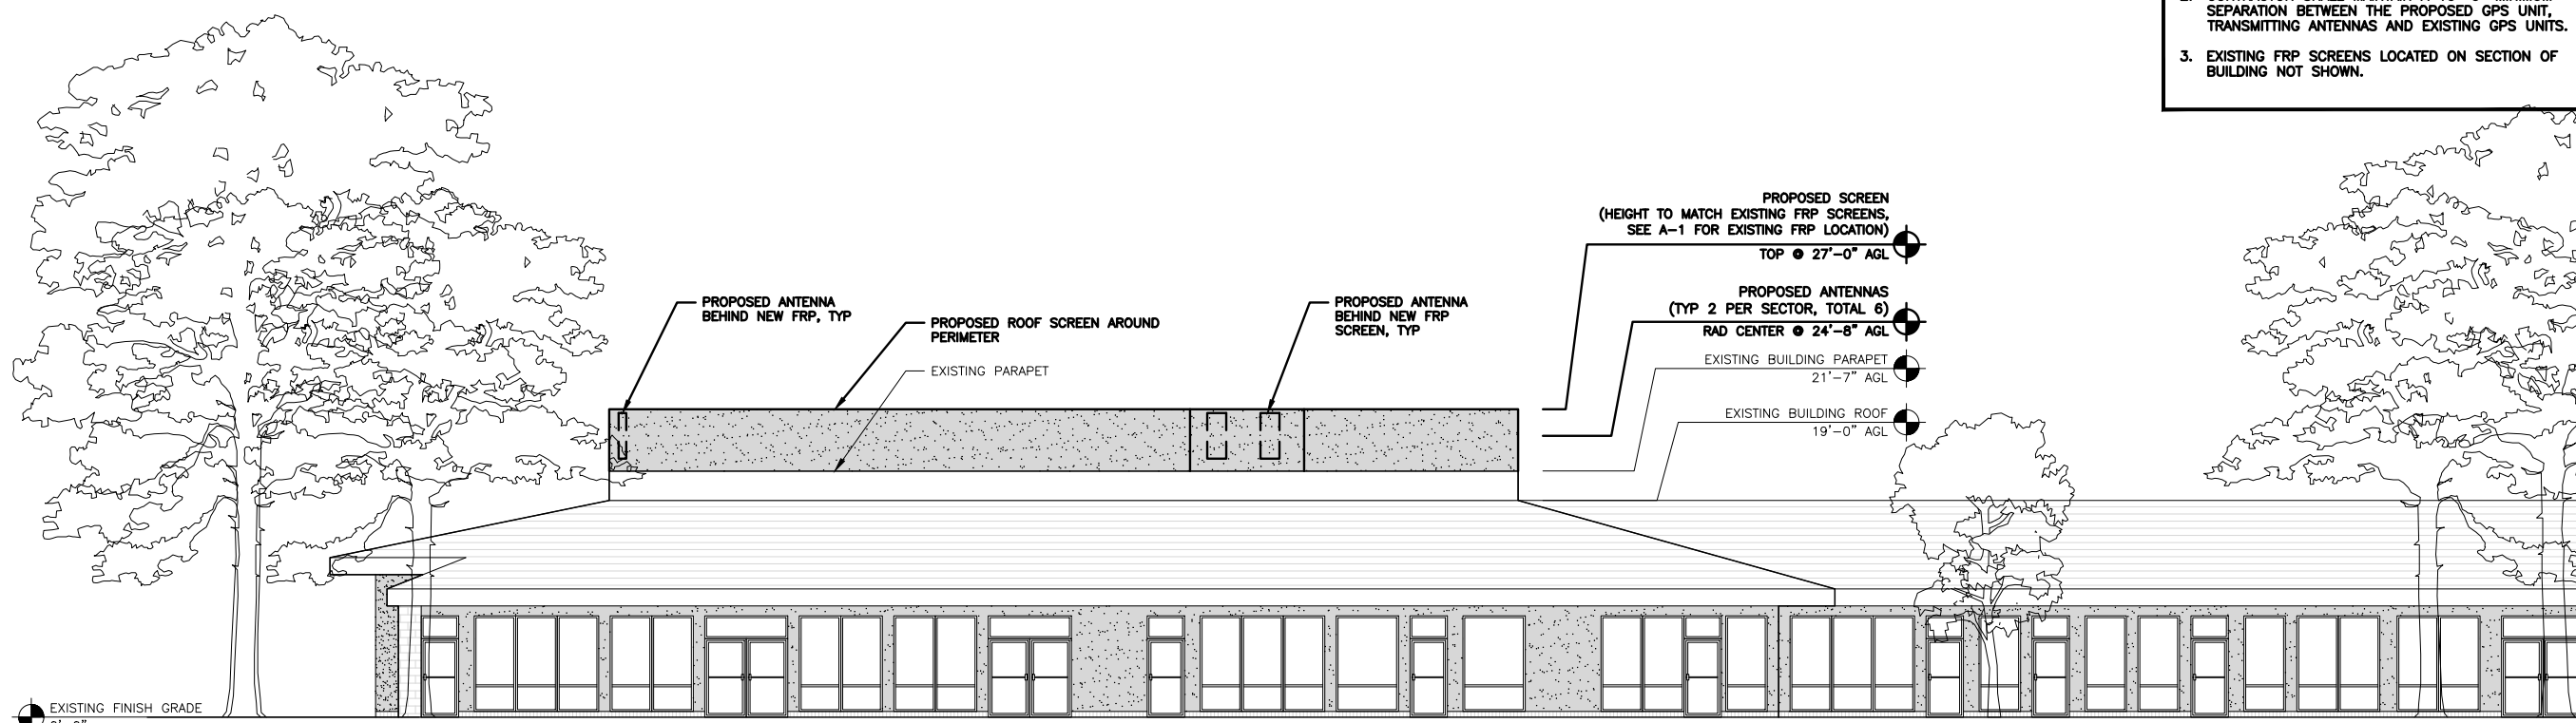 SEPARATION BETWEEN THE PROPOSED GPS UNIT,
TRANSMITTING ANTENNAS AND EXISTING GPS UNITS.
3. EXISTING FRP SCREENS LOCATED ON SECTION OF
BUILDING NOT SHOWN.
PROPOSED SCREEN
(HEIGHT TO MATCH EXISTING FRP SCREENS,
SEE A-1 FOR EXISTING FRP LOCATION)
TOP @ 27'-0" AGL
PROPOSED ANTENNAS
(TYP 2 PER SECTOR, TOTAL 6)
RAD CENTER @ 24'-8" AGL
EXISTING BUILDING PARAPET
21'-7" AGL
EXISTING BUILDING ROOF
19'-0" AGL
PROPOSED ANTENNA
BEHIND NEW FRP, TYP
PROPOSED ROOF SCREEN AROUND
PERIMETER
EXISTING PARAPET
PROPOSED ANTENNA
BEHIND NEW FRP
SCREEN, TYP
EXISTING FINISH GRADE